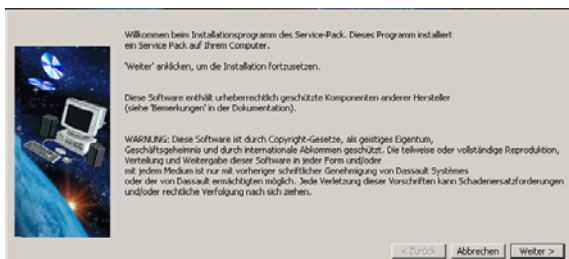 Willkommen beim Installationsprogramm des Service-Pack. Dieses Programm installiert
ein Service Pack auf Ihrem Computer.
'Weiter' anklicken, um die Installation fortzusetzen.
Diese Software enthält urheberrechtlich geschützte Komponenten anderer Hersteller
(siehe 'Bemerkungen' in der Dokumentation).
WARNUNG: Diese Software ist durch Copyright-Gesetze, als geistiges Eigentum,
Geschäftsgeheimnis und durch internationale Abkommen geschützt. Die teilweise oder vollständige Reproduktion,
Verteilung und Weitergabe dieser Software in jeder Form und/oder
mit jedem Medium ist nur mit vorheriger schriftlicher Genehmigung von Dassault Systèmes
oder der von Dassault ermächtigten möglich. Jede Verletzung dieser Vorschriften kann Schadenersatzforderungen
und/oder rechtliche Verfolgung nach sich ziehen.
< Zurück Abbrechen Weiter >